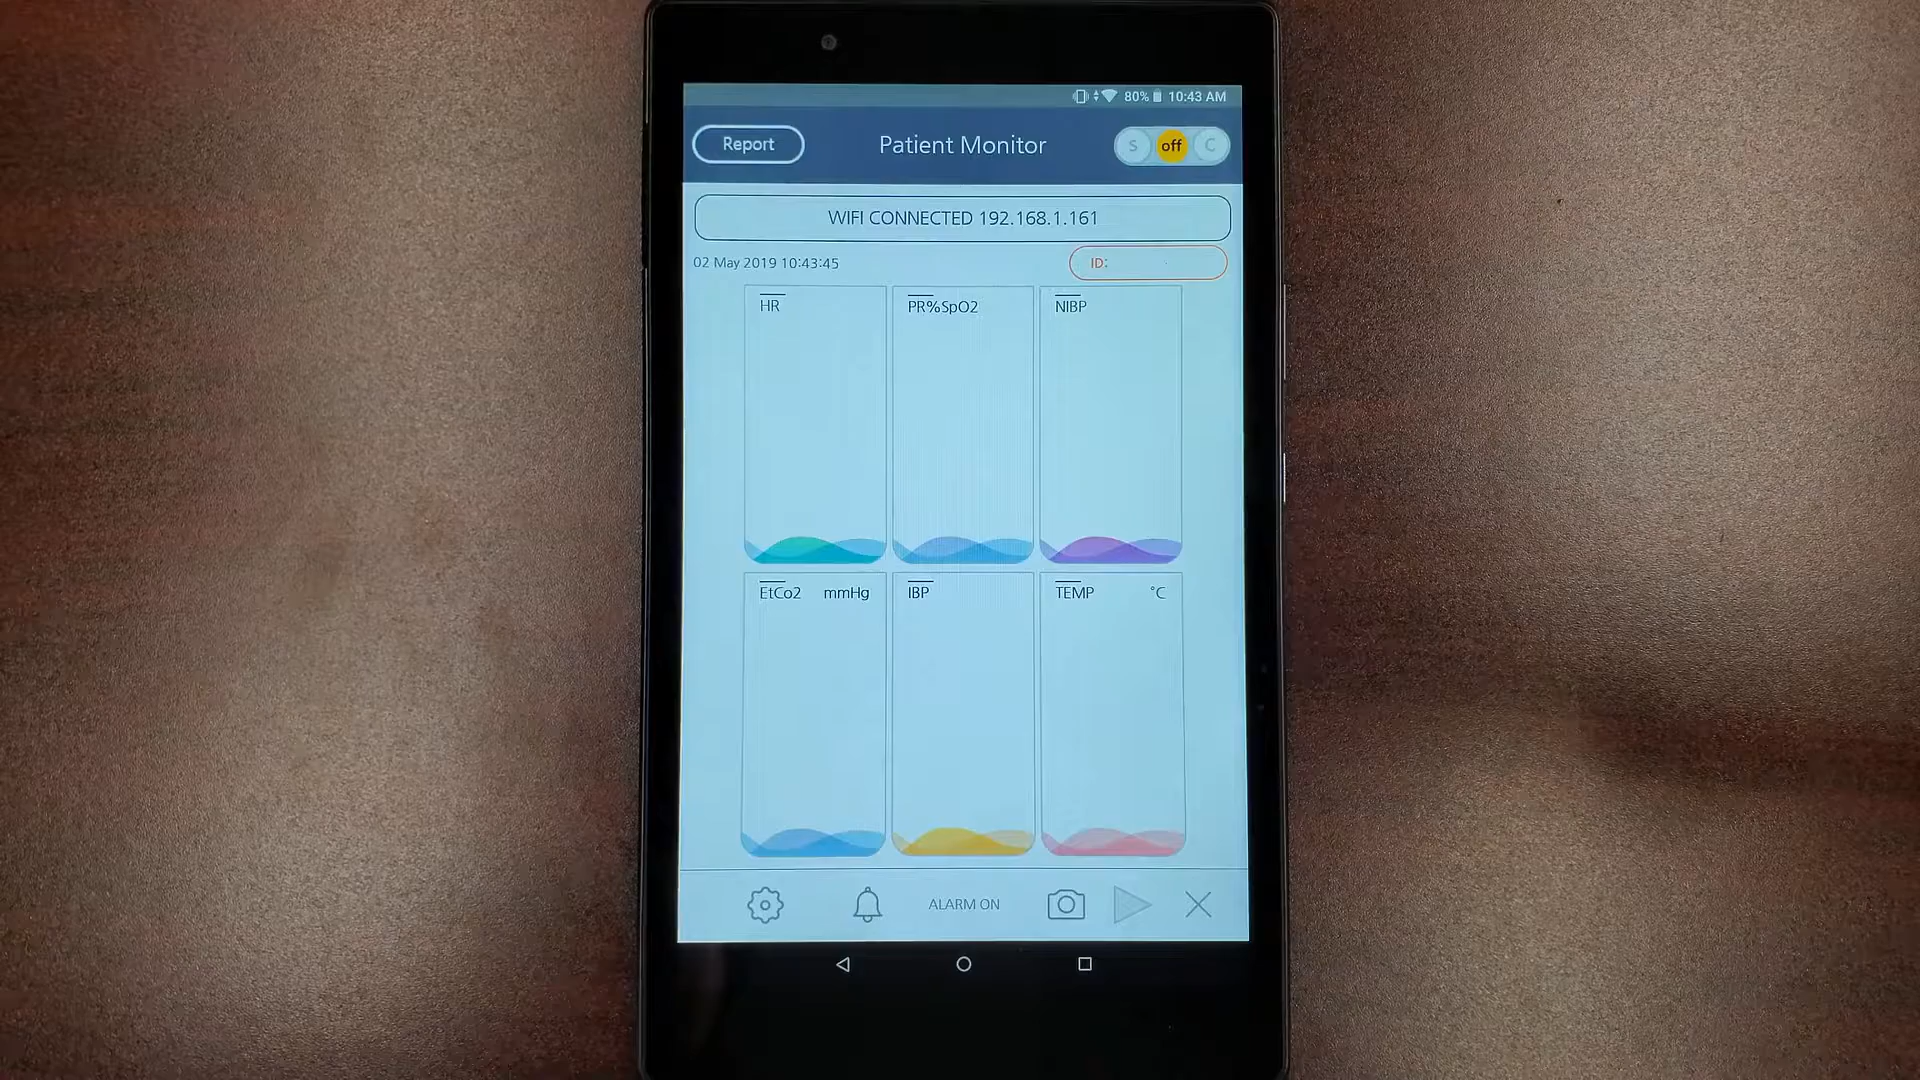 80% 10:43 AM
Report Patient Monitor S off C
WIFI CONNECTED 192.168.1.161
02 May 2019 10:43:45 ID:
HR PR%SpO2 NIBP
EtCo2 mmHg IBP TEMP °C
ALARM ON